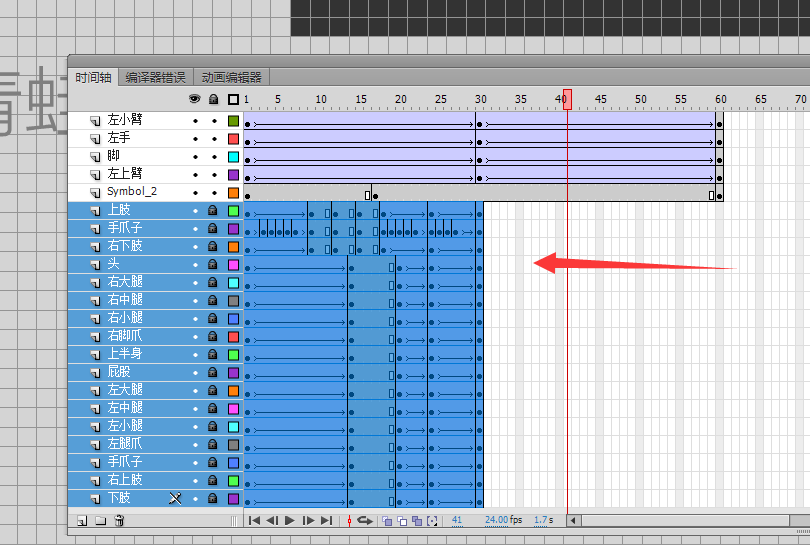 青蛙
时间轴 编译器错误 动画编辑器
1 5 10 15 20 25 30 35 40 45 50 55 60 65 70
左小臂
左手
脚
左上臂
Symbol_2
上肢
手爪子
右下肢
头
右大腿
右中腿
右小腿
右脚爪
上半身
屁股
左大腿
左中腿
左小腿
左腿爪
手爪子
右上肢
下肢
41 24.00 fps 1.7 s